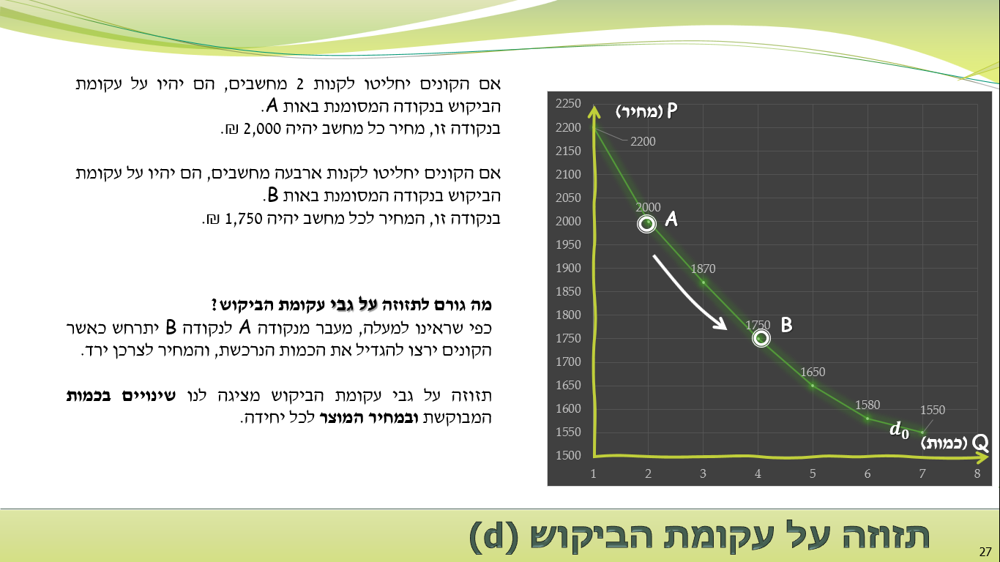 אם הקונים יחליטו לקנות 2 מחשבים, הם יהיו על עקומת
הביקוש בנקודה המסומנת באות A.
בנקודה זו, מחיר כל מחשב יהיה 2,000 ₪.
אם הקונים יחליטו לקנות ארבעה מחשבים, הם יהיו על עקומת
הביקוש בנקודה המסומנת באות B.
בנקודה זו, המחיר לכל מחשב יהיה 1,750 ₪.
מה גורם לתזוזה על גבי עקומת הביקוש?
כפי שראינו למעלה, מעבר מנקודה A לנקודה B יתרחש כאשר
הקונים ירצו להגדיל את הכמות הנרכשת, והמחיר לצרכן ירד.
תזוזה על גבי עקומת הביקוש מציגה לנו שינויים בכמות
המבוקשת ובמחיר המוצר לכל יחידה.
P (מחיר)
2250
2200
2150
2100
2050
2000
1950
1900
1850
1800
1750
1700
1650
1600
1550
1500
2200
2000
A
1870
1750
B
1650
1580
1550
d₀
Q (כמות)
1 2 3 4 5 6 7 8
תזוזה על עקומת הביקוש (d)
27